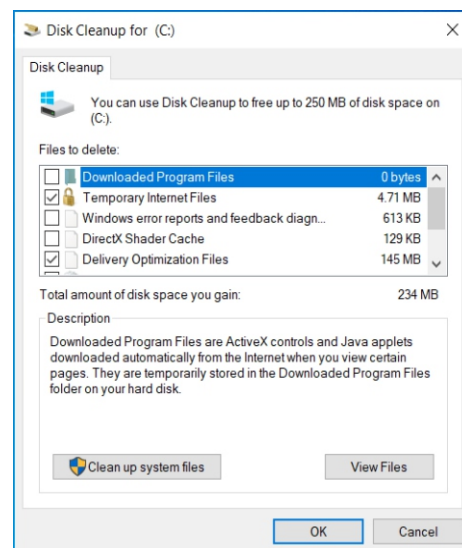 Disk Cleanup for (C:)
Disk Cleanup
You can use Disk Cleanup to free up to 250 MB of disk space on
(C:).
Files to delete:
Downloaded Program Files 0 bytes
Temporary Internet Files 4.71 MB
Windows error reports and feedback diagn... 613 KB
DirectX Shader Cache 129 KB
Delivery Optimization Files 145 MB
Total amount of disk space you gain: 234 MB
Description
Downloaded Program Files are ActiveX controls and Java applets
downloaded automatically from the Internet when you view certain
pages. They are temporarily stored in the Downloaded Program Files
folder on your hard disk.
Clean up system files View Files
OK Cancel